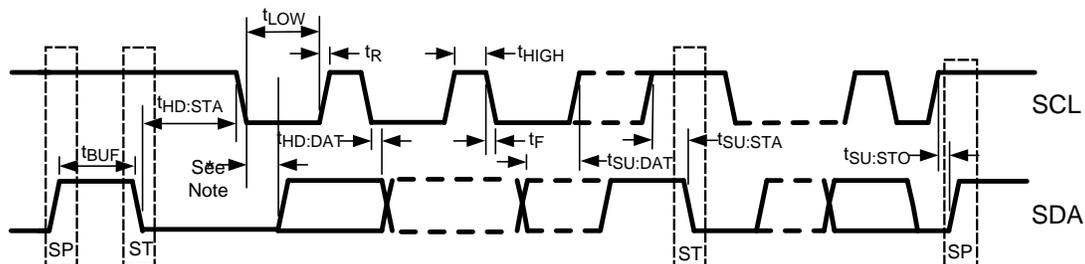 tLOW
tR
tHIGH
SCL
tHD:STA
tHD:DAT
tF
tSU:DAT
tSU:STA
tSU:STO
tBUF
See
Note
SDA
SP
ST
ST
SP